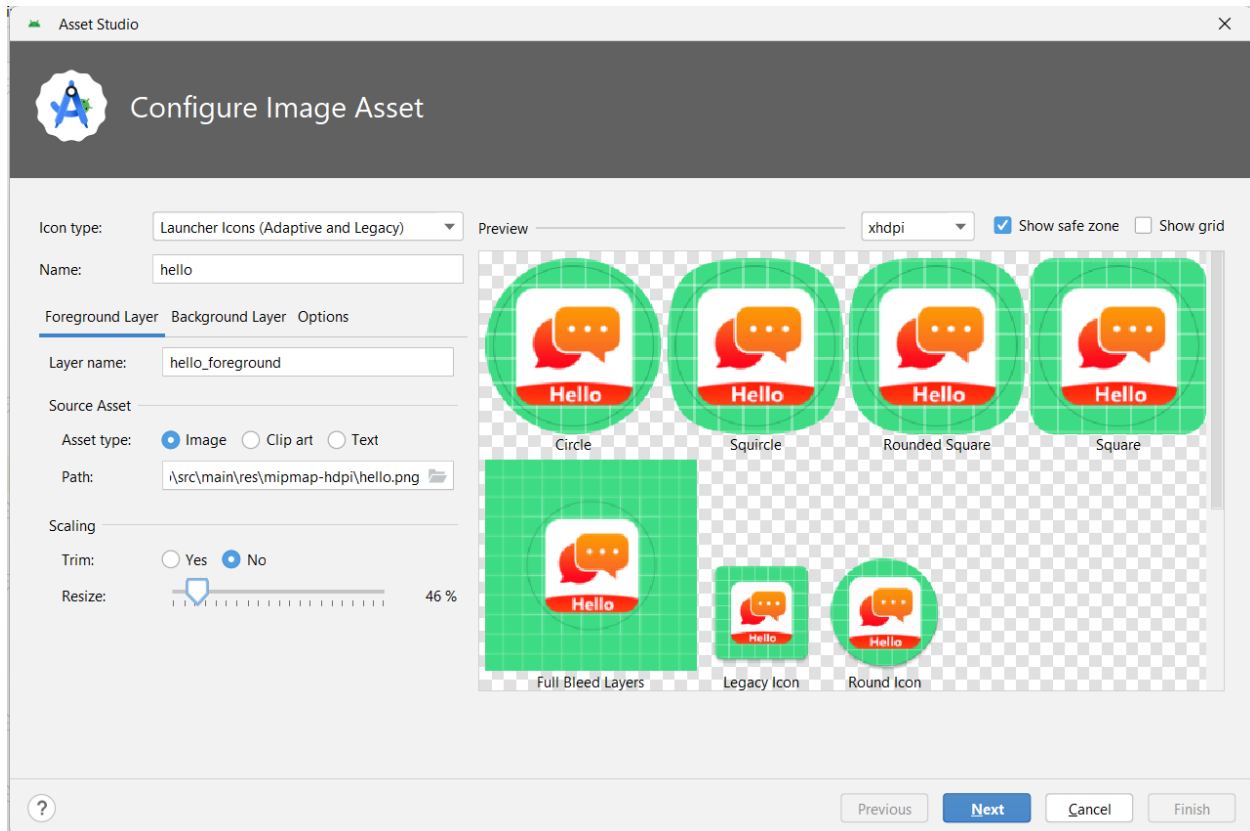 Asset Studio
Configure Image Asset
Icon type: Launcher Icons (Adaptive and Legacy)
Name: hello
Foreground Layer Background Layer Options
Layer name: hello_foreground
Source Asset
Asset type: Image Clip art Text
Path: \src\main\res\mipmap-hdpi\hello.png
Scaling
Trim: Yes No
Resize: 46 %
Preview xhdpi Show safe zone Show grid
Hello Hello Hello Hello
Circle Squircle Rounded Square Square
Hello Hello Hello
Full Bleed Layers Legacy Icon Round Icon
? Previous Next Cancel Finish